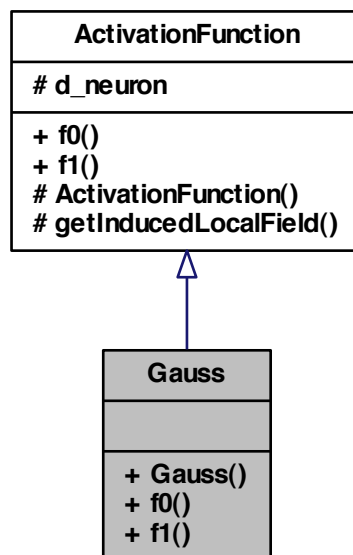 ActivationFunction
# d_neuron
+ f0()
+ f1()
# ActivationFunction()
# getInducedLocalField()
Gauss
+ Gauss()
+ f0()
+ f1()